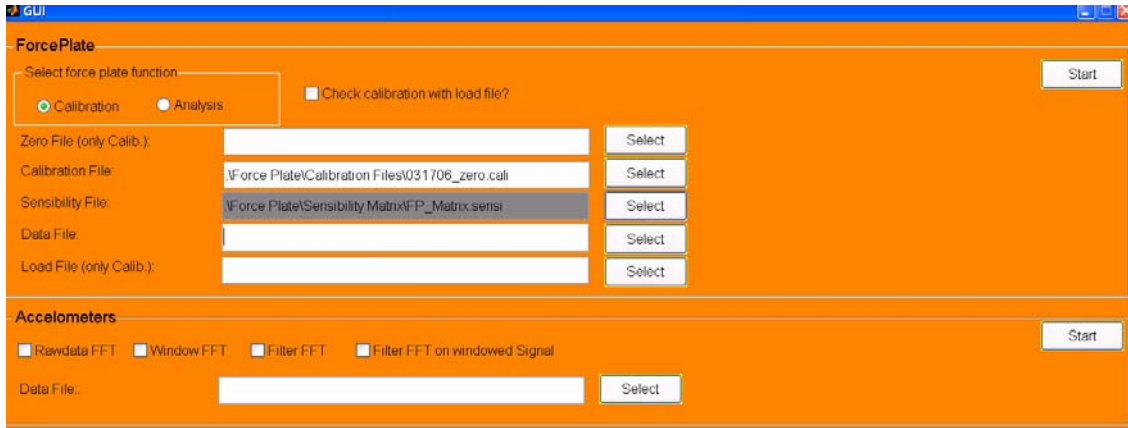 GUI
ForcePlate
Select force plate function
Start
Calibration Analysis
Check calibration with load file?
Zero File (only Calib.): Select
Calibration File: .\Force Plate\Calibration Files\031706_zero.cali Select
Sensibility File: .\Force Plate\Sensibility Matrix\FP_Matrix.sensi Select
Data File: Select
Load File (only Calib.): Select
Accelometers
Start
Rawdata FFT Window FFT Filter FFT Filter FFT on windowed Signal
Data File:. Select